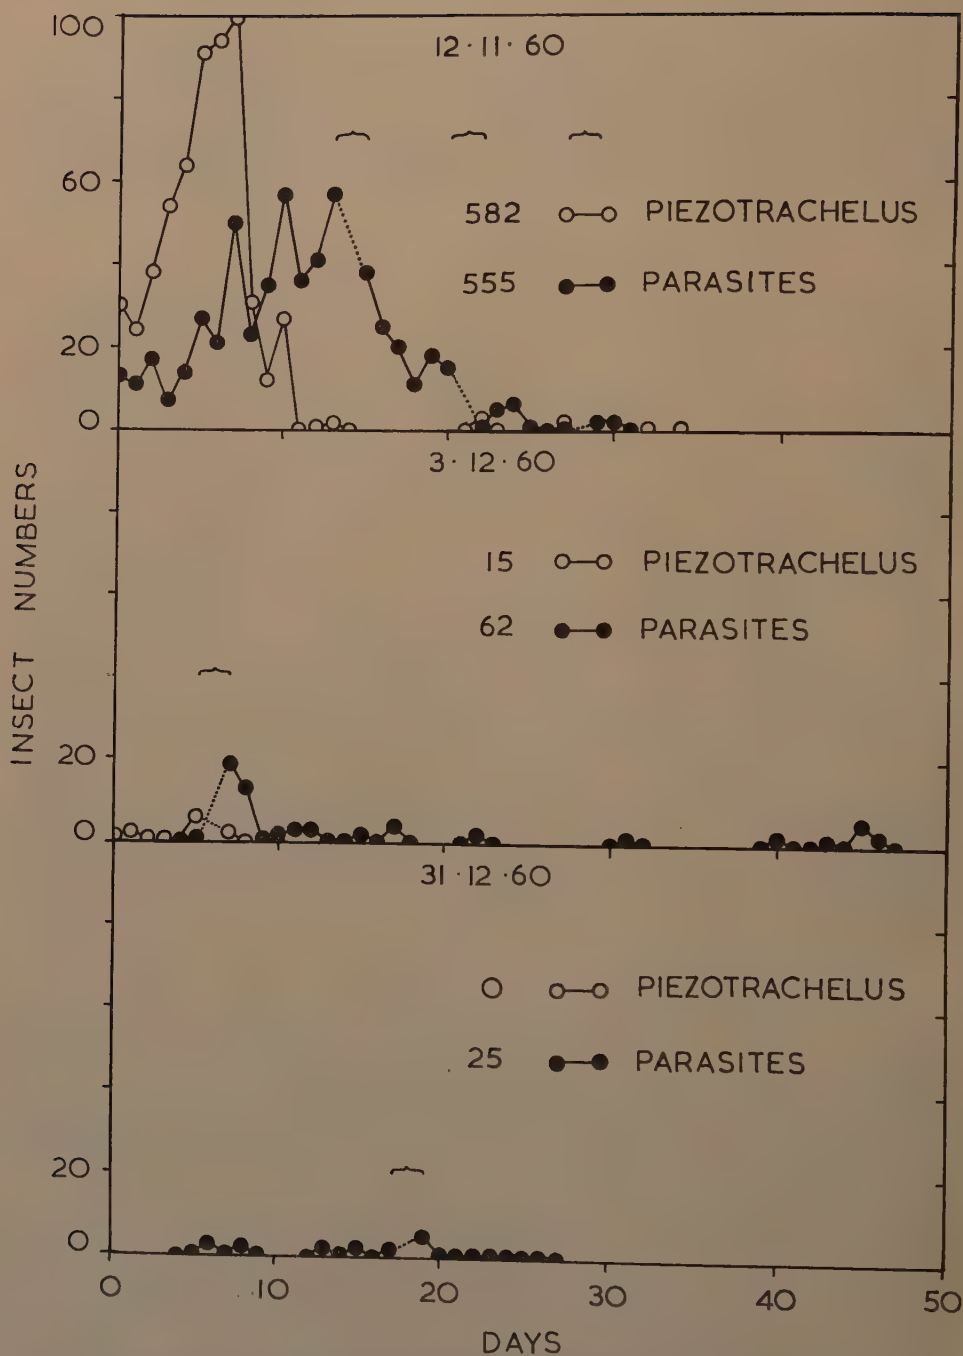 100
60
20
0
12·11·60
582 PIEZOTRACHELUS
555 PARASITES
INSECT NUMBERS
3·12·60
15 PIEZOTRACHELUS
62 PARASITES
20
0
31·12·60
0 PIEZOTRACHELUS
25 PARASITES
20
0
0 10 20 30 40 50
DAYS